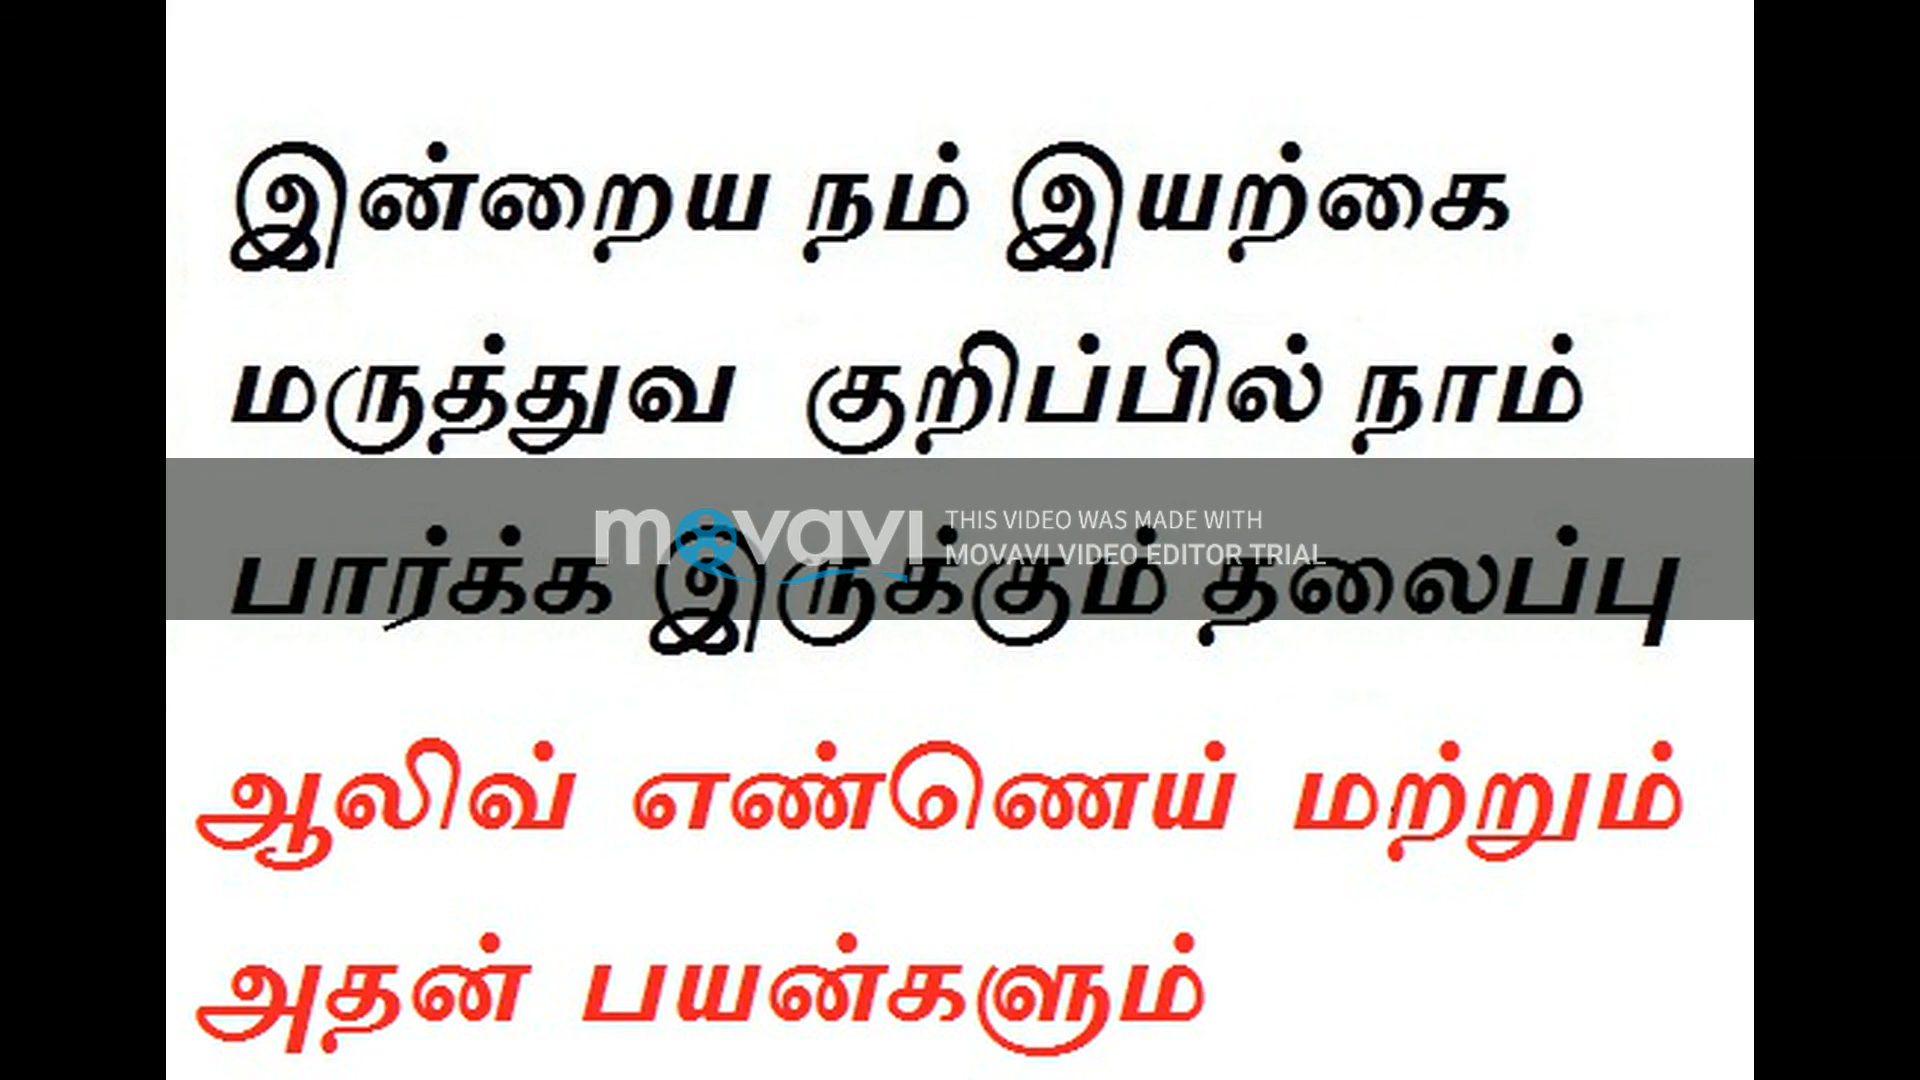 இன்றைய நம் இயற்கை
மருத்துவ குறிப்பில் நாம்
பார்க்க இருக்கும் தலைப்பு
movavi THIS VIDEO WAS MADE WITH
MOVAVI VIDEO EDITOR TRIAL
ஆலிவ் எண்ணெய் மற்றும்
அதன் பயன்களும்